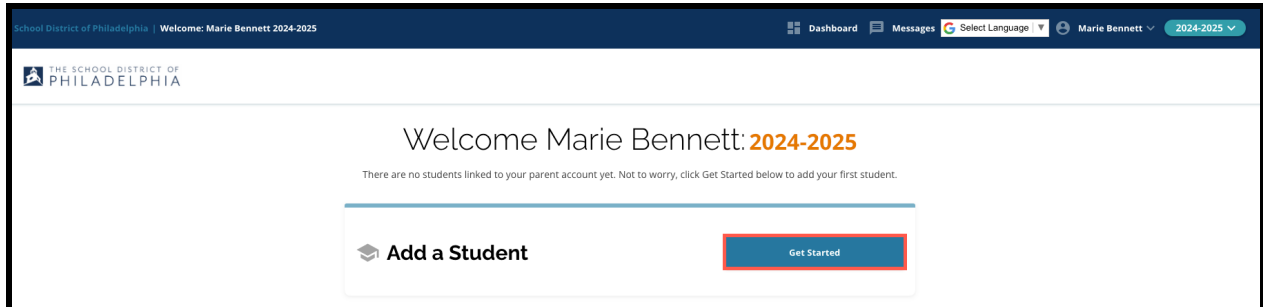 School District of Philadelphia | Welcome: Marie Bennett 2024-2025 Dashboard Messages G Select Language ▼ Marie Bennett 2024-2025
THE SCHOOL DISTRICT OF
PHILADELPHIA
Welcome Marie Bennett: 2024-2025
There are no students linked to your parent account yet. Not to worry, click Get Started below to add your first student.
Add a Student Get Started